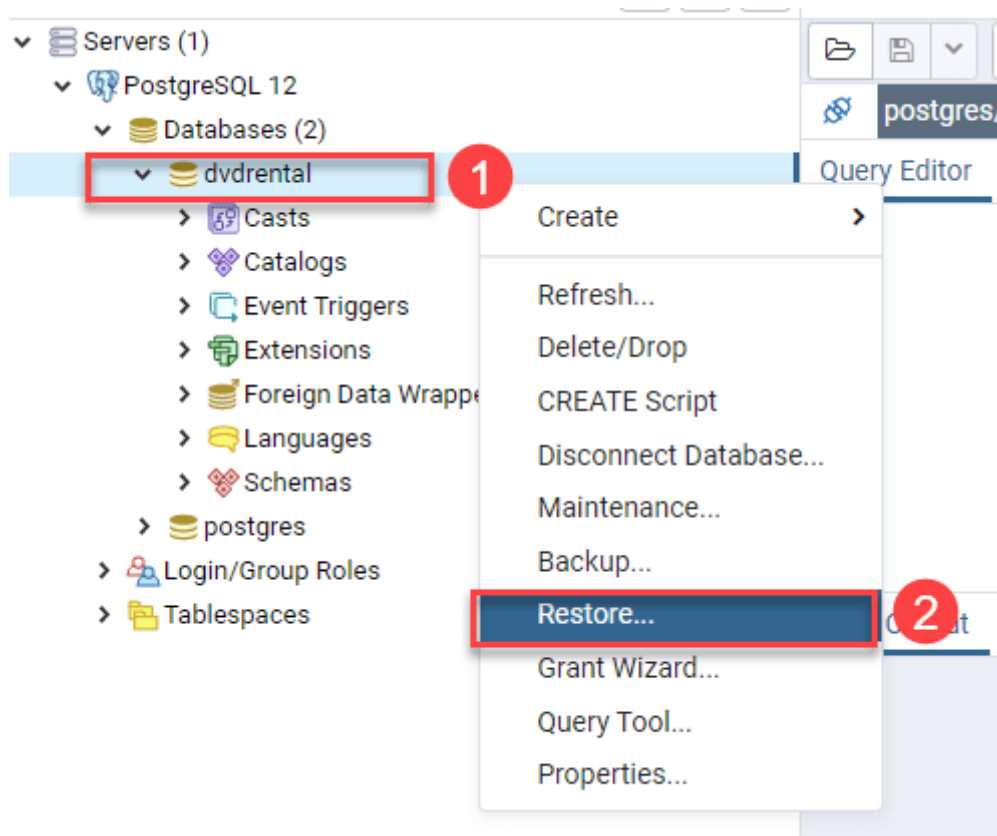 Servers (1)
PostgreSQL 12
Databases (2)
dvdrental
1
Casts
Catalogs
Event Triggers
Extensions
Foreign Data
Languages
Schemas
postgres
Login/Group Roles
Tablespaces
postgres/
Query Editor
Create
Refresh...
Delete/Drop
CREATE Script
Disconnect Database...
Maintenance...
Backup...
Restore...
2
Grant Wizard...
Query Tool...
Properties...